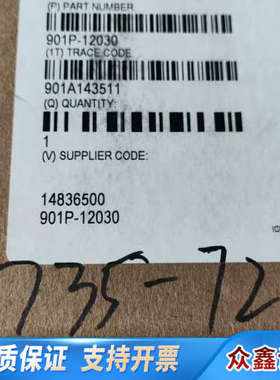 (P) PART NUMBER
901P-12030
(1T) TRACE CODE
901A143511
(Q) QUANTITY:
1
(V) SUPPLIER CODE:
14836500
901P-12030
735-72
质保证 支持开票 众鑫